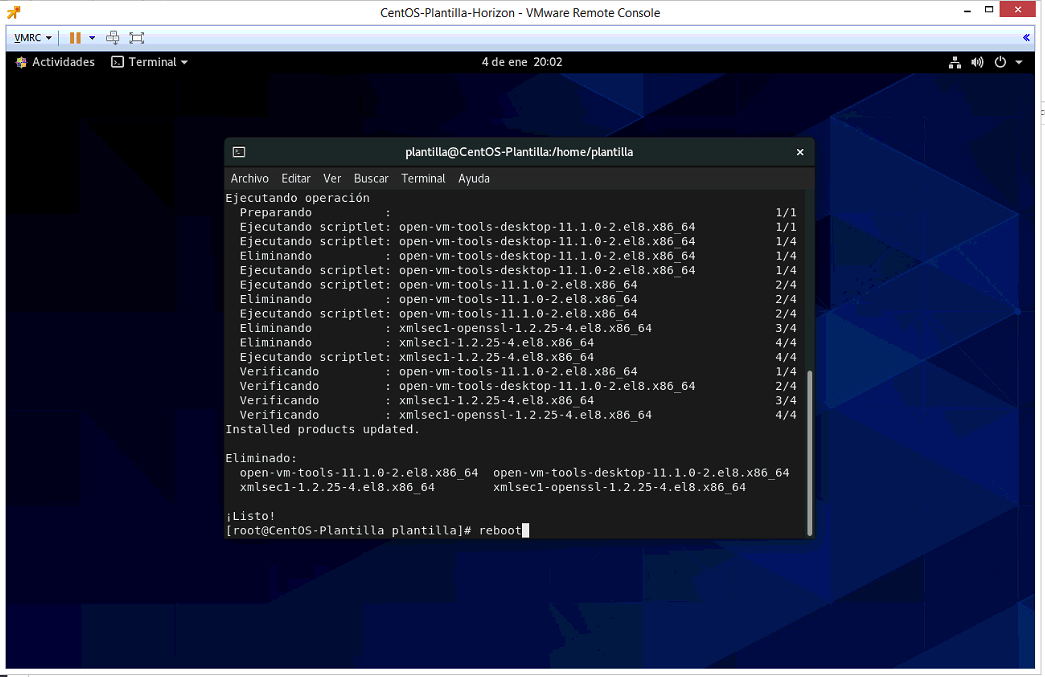 CentOS-Plantilla-Horizon - VMware Remote Console
VMRC
Actividades Terminal 4 de ene 20:02
plantilla@CentOS-Plantilla:/home/plantilla
Archivo Editar Ver Buscar Terminal Ayuda
Ejecutando operación
Preparando : 1/1
Ejecutando scriptlet: open-vm-tools-desktop-11.1.0-2.el8.x86_64 1/1
Ejecutando scriptlet: open-vm-tools-desktop-11.1.0-2.el8.x86_64 1/4
Eliminando : open-vm-tools-desktop-11.1.0-2.el8.x86_64 1/4
Ejecutando scriptlet: open-vm-tools-desktop-11.1.0-2.el8.x86_64 1/4
Ejecutando scriptlet: open-vm-tools-11.1.0-2.el8.x86_64 2/4
Eliminando : open-vm-tools-11.1.0-2.el8.x86_64 2/4
Ejecutando scriptlet: open-vm-tools-11.1.0-2.el8.x86_64 2/4
Eliminando : xmlsec1-openssl-1.2.25-4.el8.x86_64 3/4
Eliminando : xmlsec1-1.2.25-4.el8.x86_64 4/4
Ejecutando scriptlet: xmlsec1-1.2.25-4.el8.x86_64 4/4
Verificando : open-vm-tools-11.1.0-2.el8.x86_64 1/4
Verificando : open-vm-tools-desktop-11.1.0-2.el8.x86_64 2/4
Verificando : xmlsec1-1.2.25-4.el8.x86_64 3/4
Verificando : xmlsec1-openssl-1.2.25-4.el8.x86_64 4/4
Installed products updated.
Eliminado:
open-vm-tools-11.1.0-2.el8.x86_64 open-vm-tools-desktop-11.1.0-2.el8.x86_64
xmlsec1-1.2.25-4.el8.x86_64 xmlsec1-openssl-1.2.25-4.el8.x86_64
¡Listo!
[root@CentOS-Plantilla plantilla]# reboot